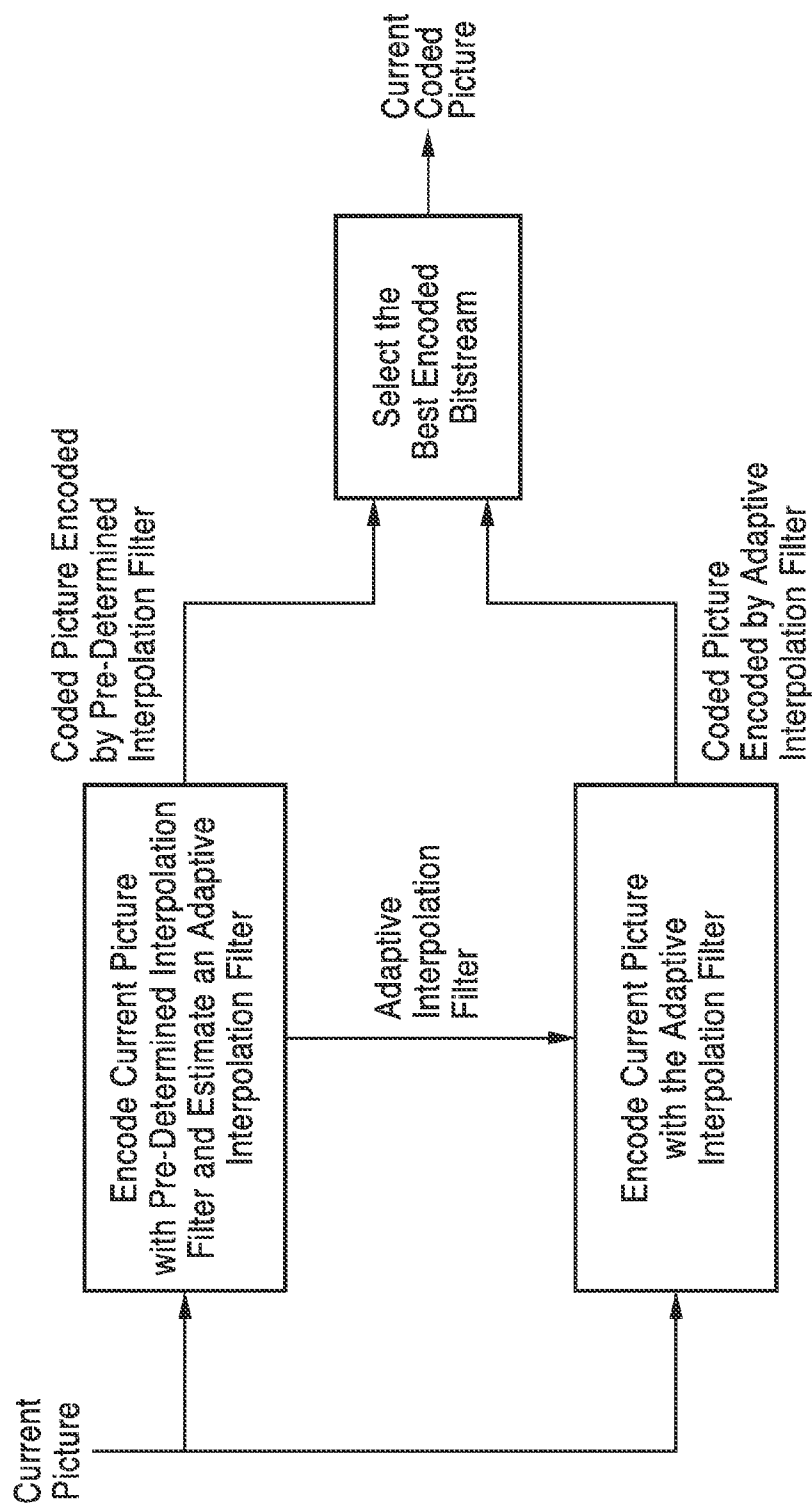 Current
Picture
Encode Current Picture
with Pre-Determined Interpolation
Filter and Estimate an Adaptive
Interpolation Filter
Coded Picture Encoded
by Pre-Determined
Interpolation Filter
Adaptive
Interpolation
Filter
Encode Current Picture
with the Adaptive
Interpolation Filter
Coded Picture
Encoded by Adaptive
Interpolation Filter
Select the
Best Encoded
Bitstream
Current
Coded
Picture